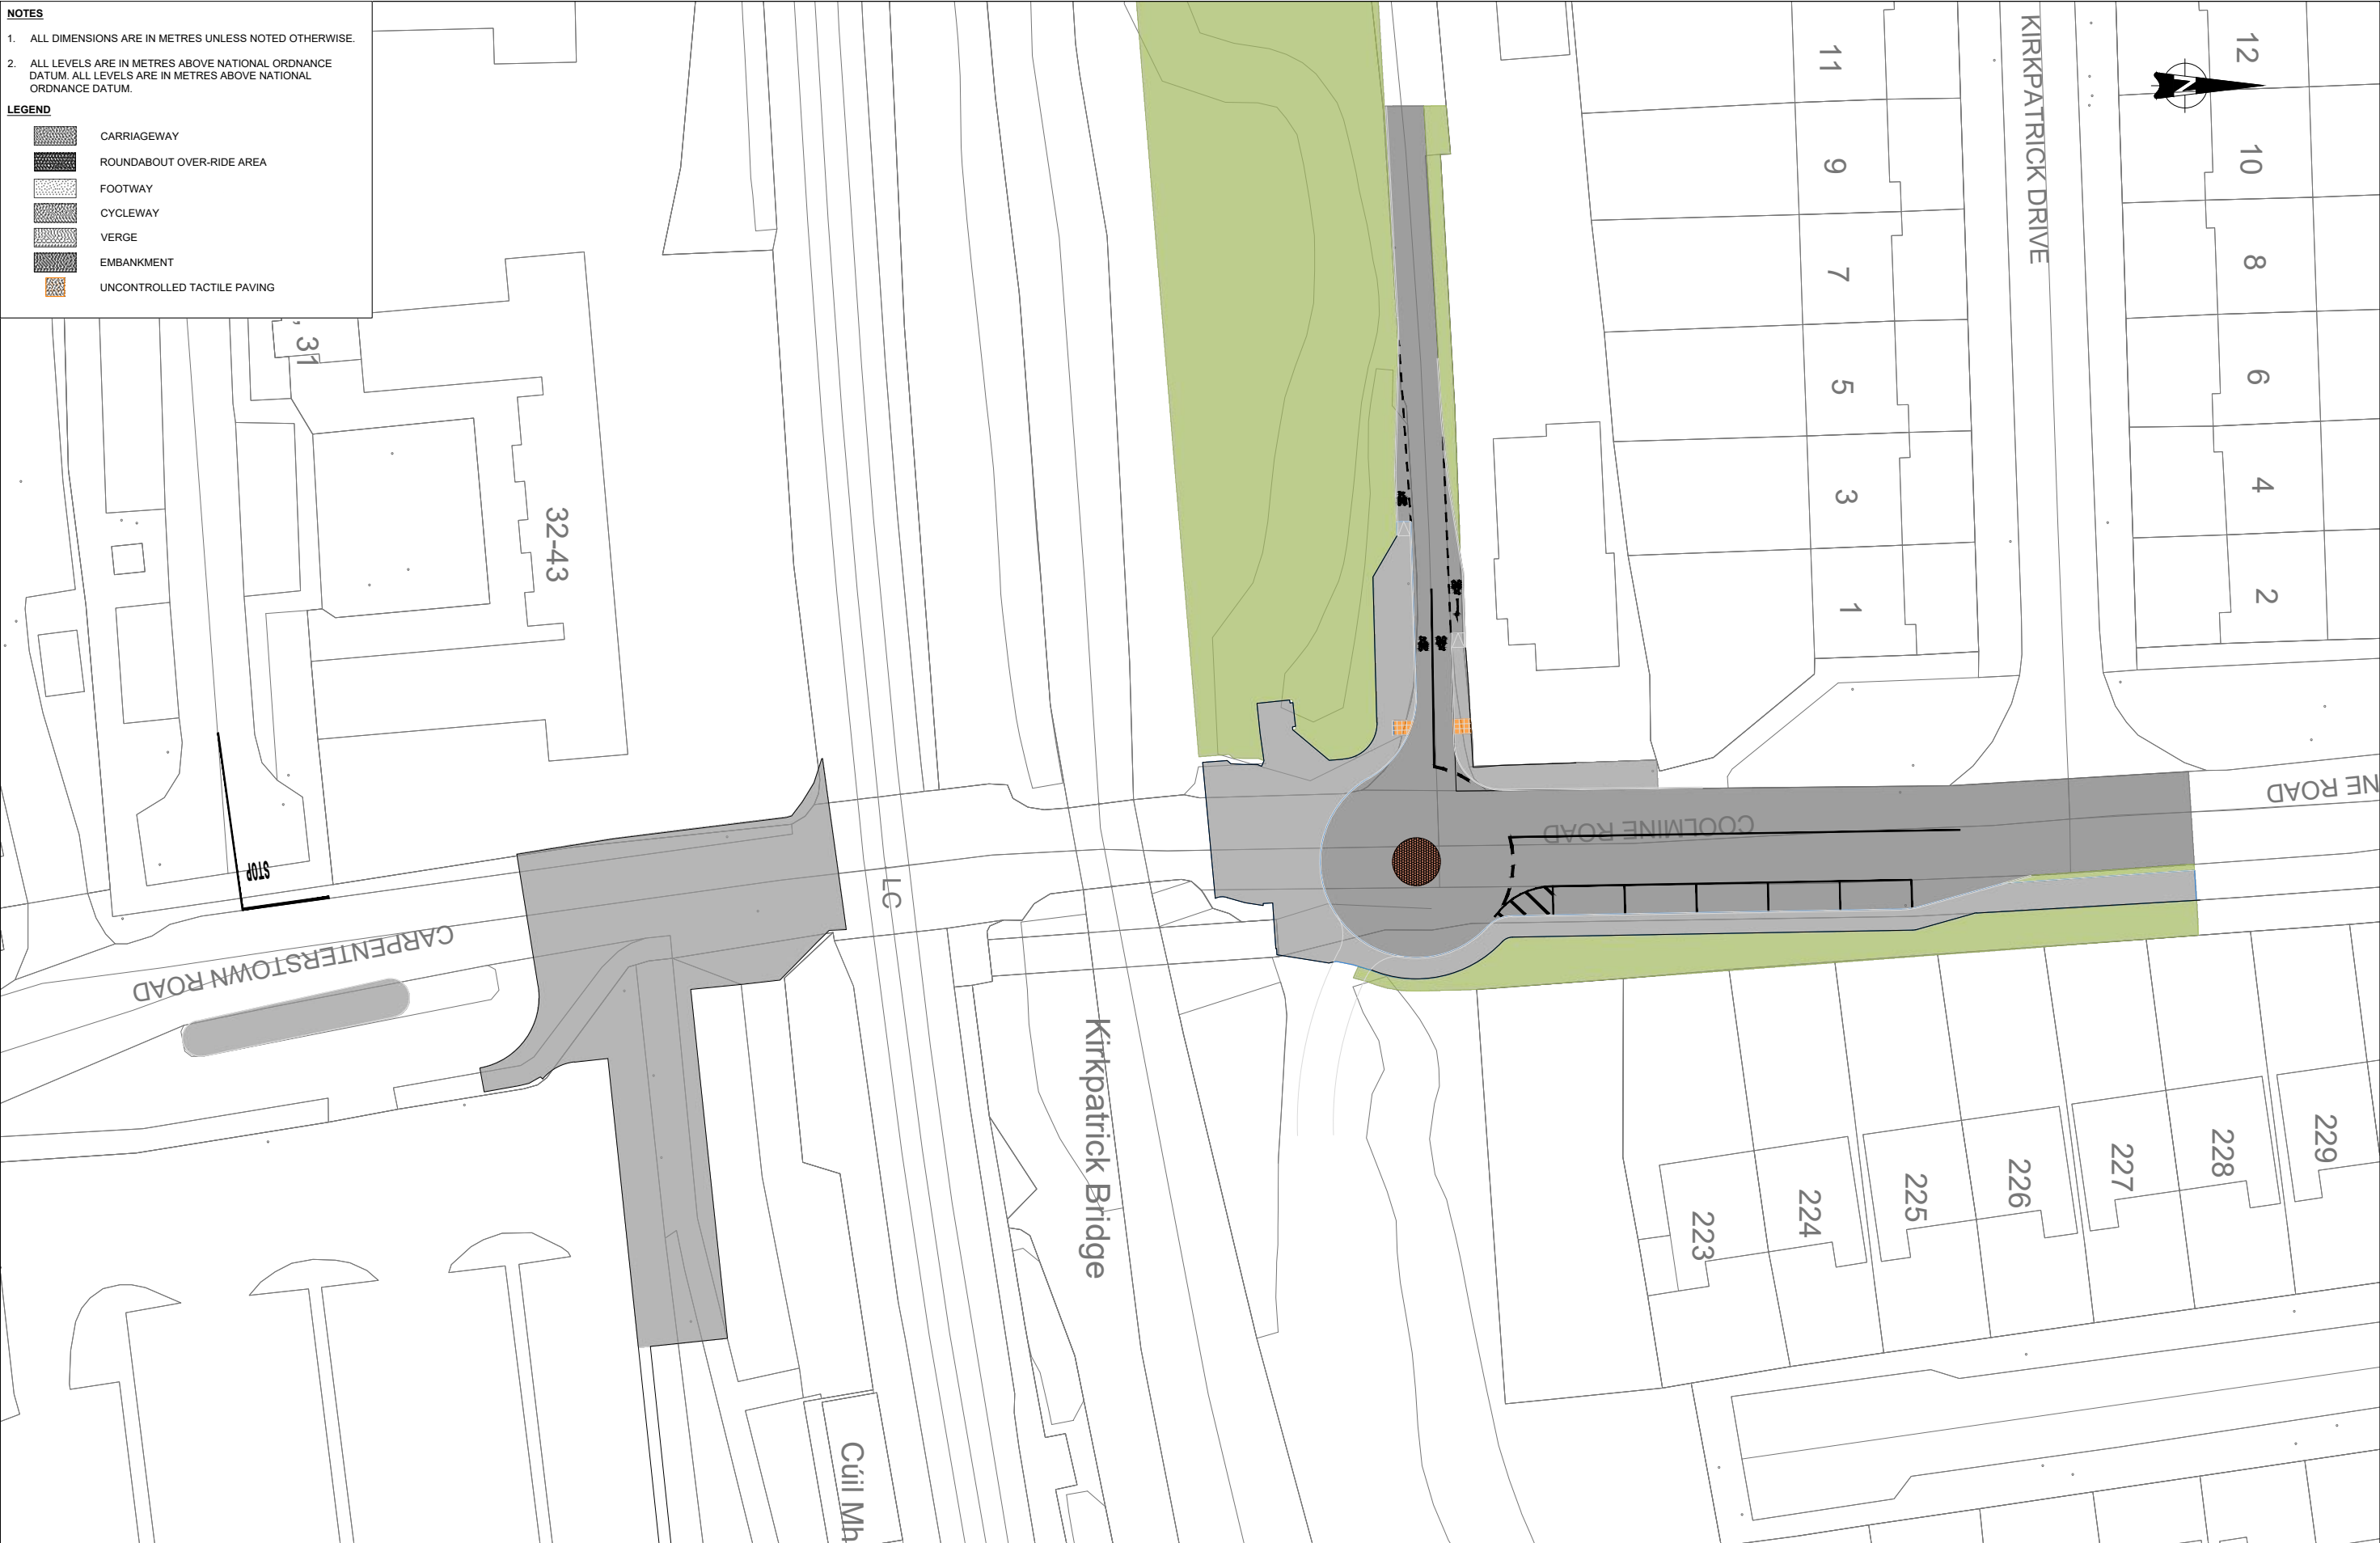 NOTES
1. ALL DIMENSIONS ARE IN METRES UNLESS NOTED OTHERWISE.
2. ALL LEVELS ARE IN METRES ABOVE NATIONAL ORDNANCE
DATUM. ALL LEVELS ARE IN METRES ABOVE NATIONAL
ORDNANCE DATUM.
LEGEND
CARRIAGEWAY
ROUNDABOUT OVER-RIDE AREA
FOOTWAY
CYCLEWAY
VERGE
EMBANKMENT
UNCONTROLLED TACTILE PAVING
31
32-43
STOP
CARPENTERSTOWN ROAD
LC
Kirkpatrick Bridge
Cúil Mh
COOLMINE ROAD
NE ROAD
KIRKPATRICK DRIVE
N
11
9
7
5
3
1
12
10
8
6
4
2
223
224
225
226
227
228
229